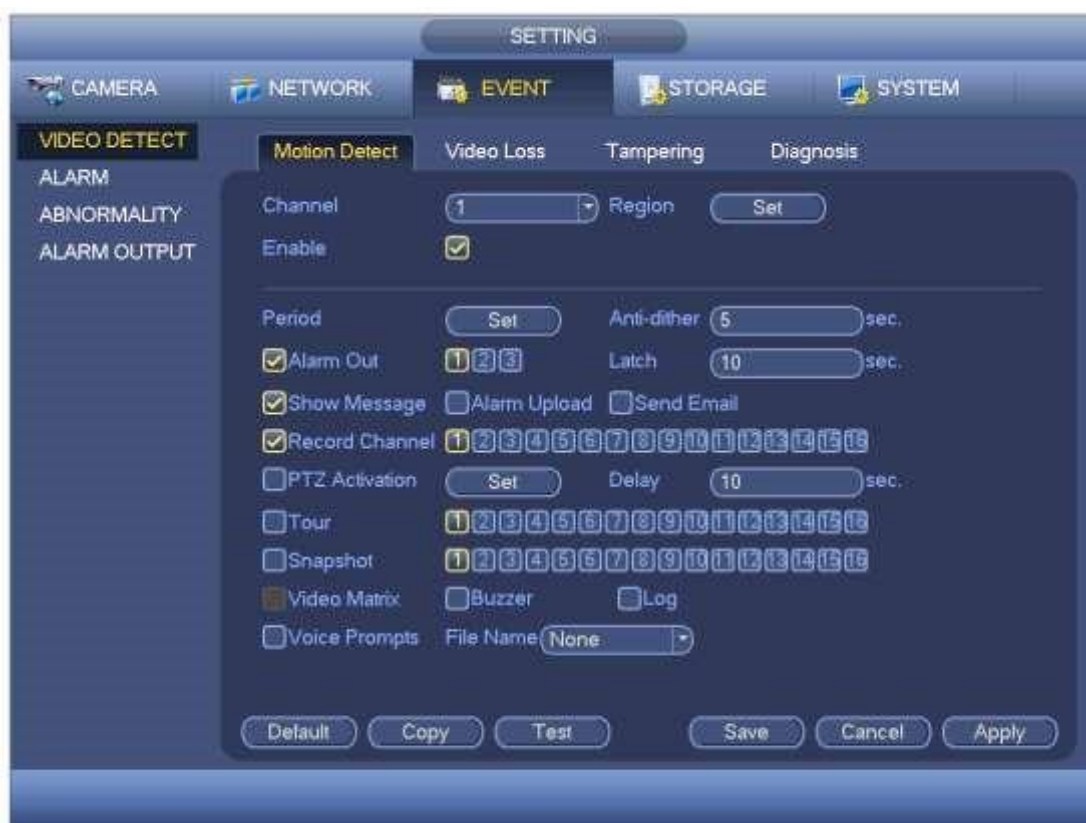 SETTING
CAMERA NETWORK EVENT STORAGE SYSTEM
VIDEO DETECT
ALARM
ABNORMALITY
ALARM OUTPUT
Motion Detect Video Loss Tampering Diagnosis
Channel 1 Region Set
Enable
Period Set Anti-dither 5 sec.
Alarm Out 1 2 3 Latch 10 sec.
Show Message Alarm Upload Send Email
Record Channel 1 2 3 4 5 6 7 8 9 10 11 12 13 14 15 16
PTZ Activation Set Delay 10 sec.
Tour 1 2 3 4 5 6 7 8 9 10 11 12 13 14 15 16
Snapshot 1 2 3 4 5 6 7 8 9 10 11 12 13 14 15 16
Video Matrix Buzzer Log
Voice Prompts File Name None
Default Copy Test Save Cancel Apply